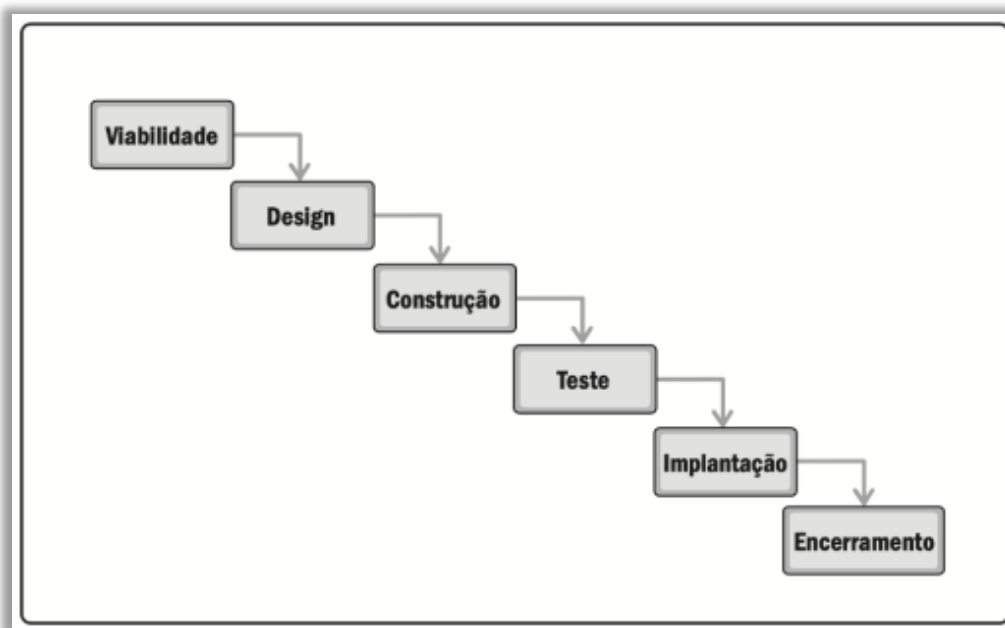 Viabilidade
Design
Construção
Teste
Implantação
Encerramento